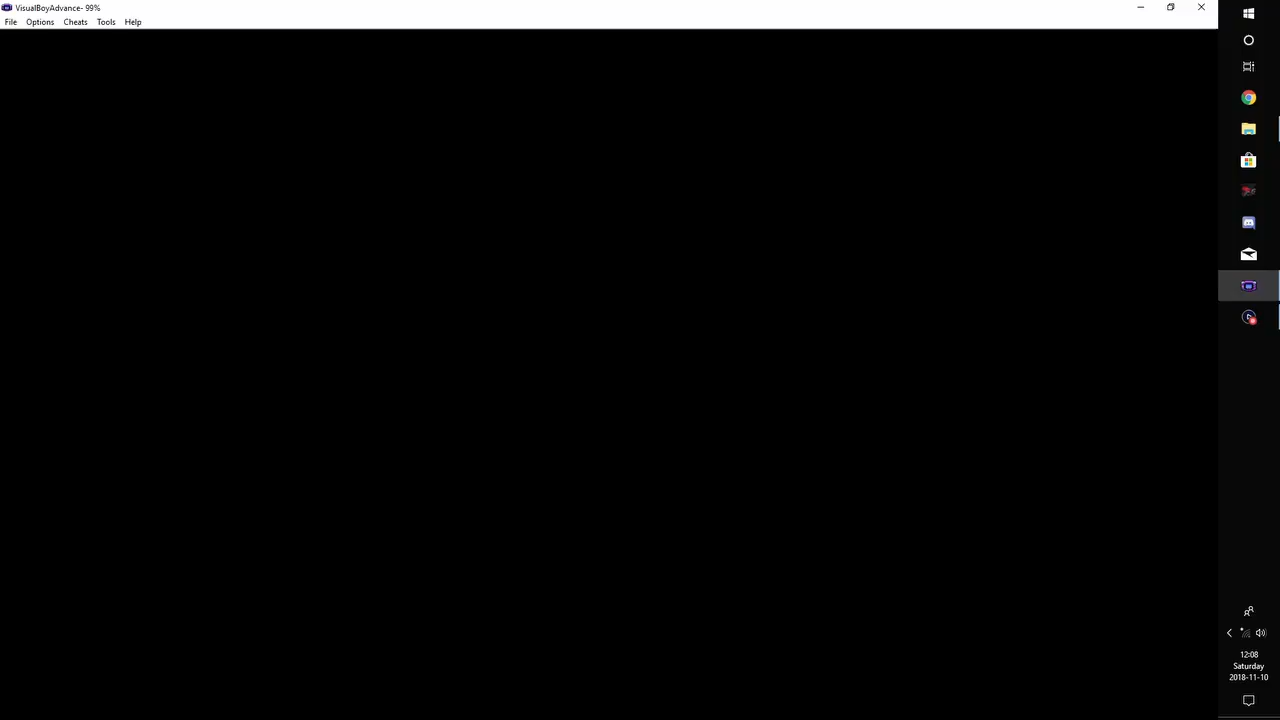 VisualBoyAdvance- 99%
File Options Cheats Tools Help
12:08
Saturday
2018-11-10